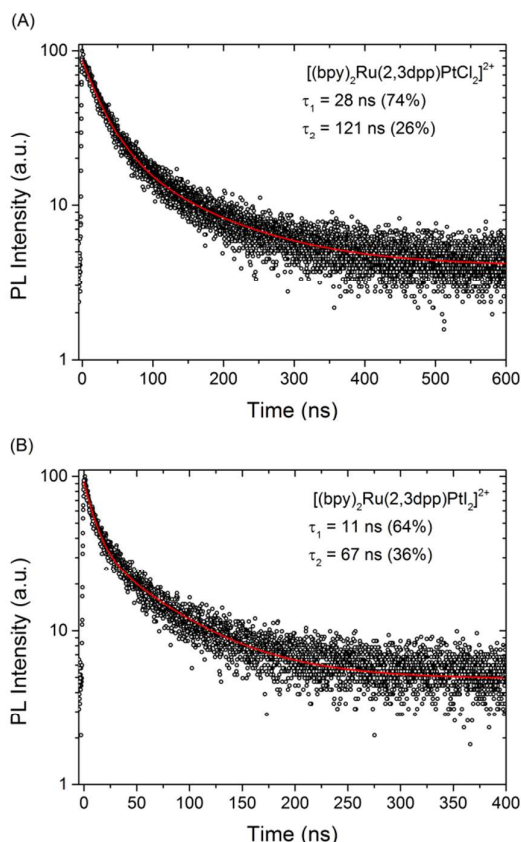 (A)
100
10
1
PL Intensity (a.u.)
[(bpy)₂Ru(2,3dpp)PtCl₂]²⁺
τ₁ = 28 ns (74%)
τ₂ = 121 ns (26%)
0 100 200 300 400 500 600
Time (ns)
(B)
100
10
1
PL Intensity (a.u.)
[(bpy)₂Ru(2,3dpp)PtI₂]²⁺
τ₁ = 11 ns (64%)
τ₂ = 67 ns (36%)
0 50 100 150 200 250 300 350 400
Time (ns)